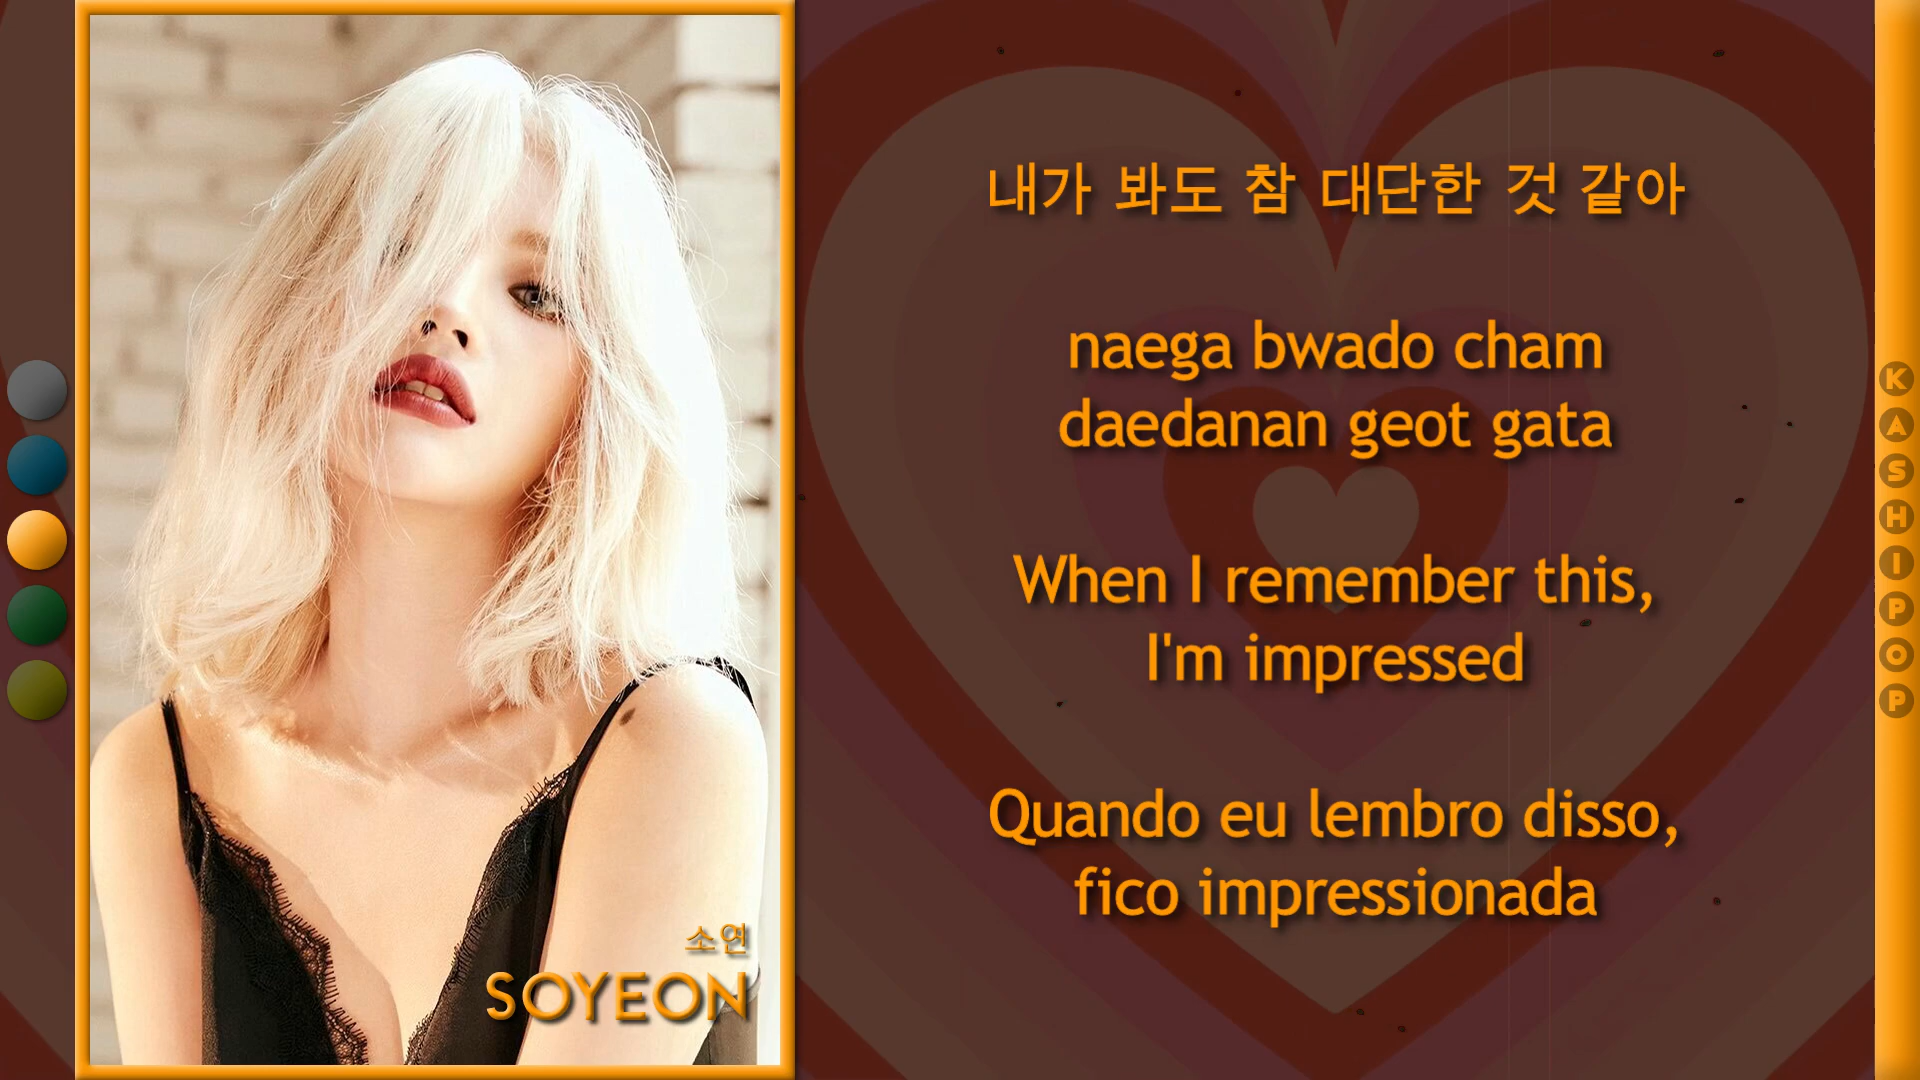 내가 봐도 참 대단한 것 같아
naega bwado cham
daedanan geot gata
When I remember this,
I'm impressed
Quando eu lembro disso,
fico impressionada
소연
SOYEON
KASHIPOP